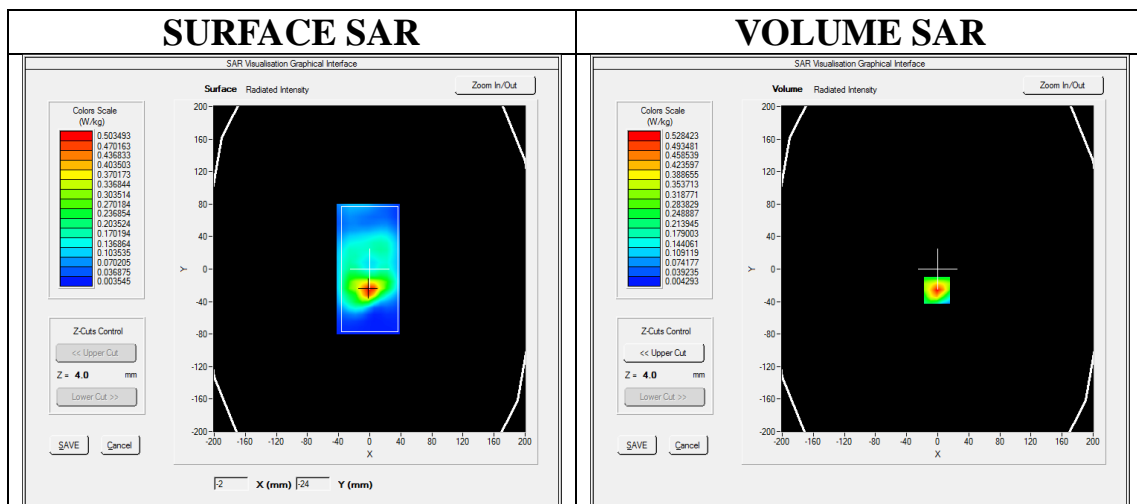 SURFACE SAR
SAR Visualisation Graphical Interface
Surface Radiated Intensity
Zoom In/Out
Colors Scale
(W/kg)
0.503493
0.470163
0.436833
0.403503
0.370173
0.336844
0.303514
0.270184
0.236854
0.203524
0.170194
0.136864
0.103535
0.070205
0.036875
0.003545
Z-Cuts Control
<< Upper Cut
Z = 4.0 mm
Lower Cut >>
SAVE Cancel
200
160
120
80
40
0
-40
-80
-120
-160
-200
Y
-200 -160 -120 -80 -40 0 40 80 120 160 200
X
-2 X (mm) -24 Y (mm)
VOLUME SAR
SAR Visualisation Graphical Interface
Volume Radiated Intensity
Zoom In/Out
Colors Scale
(W/kg)
0.528423
0.493481
0.458539
0.423597
0.388655
0.353713
0.318771
0.283829
0.248887
0.213945
0.179003
0.144061
0.109119
0.074177
0.039235
0.004293
Z-Cuts Control
<< Upper Cut
Z = 4.0 mm
Lower Cut >>
SAVE Cancel
200
160
120
80
40
0
-40
-80
-120
-160
-200
Y
-200 -160 -120 -80 -40 0 40 80 120 160 200
X